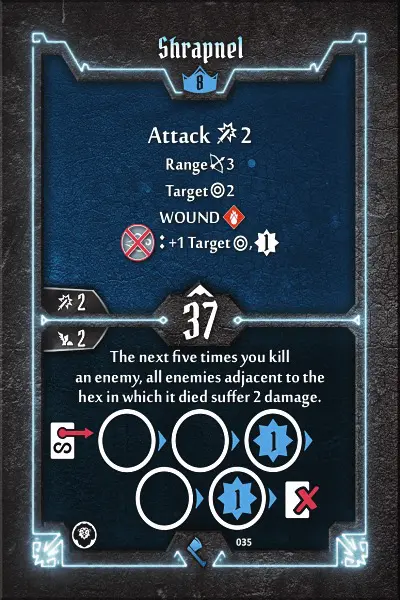 Shrapnel
8
Attack 2
Range 3
Target 2
WOUND
: +1 Target , 1
2
37
2
The next five times you kill
an enemy, all enemies adjacent to the
hex in which it died suffer 2 damage.
S 1
1
035